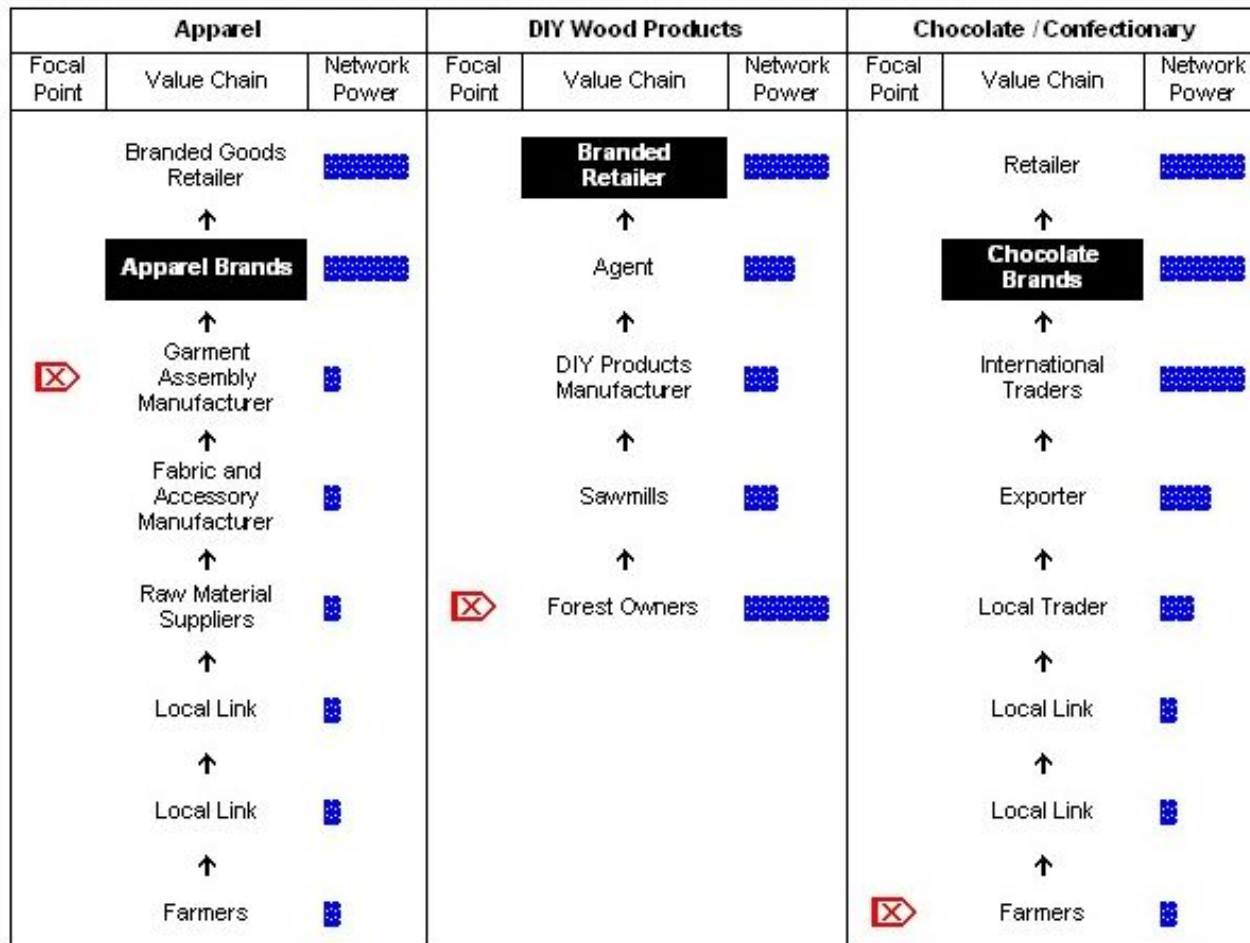 Apparel
DIY Wood Products
Chocolate / Confectionary
Focal
Point
Value Chain
Network
Power
Focal
Point
Value Chain
Network
Power
Focal
Point
Value Chain
Network
Power
Branded Goods
Retailer
Apparel Brands
Garment
Assembly
Manufacturer
Fabric and
Accessory
Manufacturer
Raw Material
Suppliers
Local Link
Local Link
Farmers
Branded
Retailer
Agent
DIY Products
Manufacturer
Sawmills
Forest Owners
Retailer
Chocolate
Brands
International
Traders
Exporter
Local Trader
Local Link
Local Link
Farmers